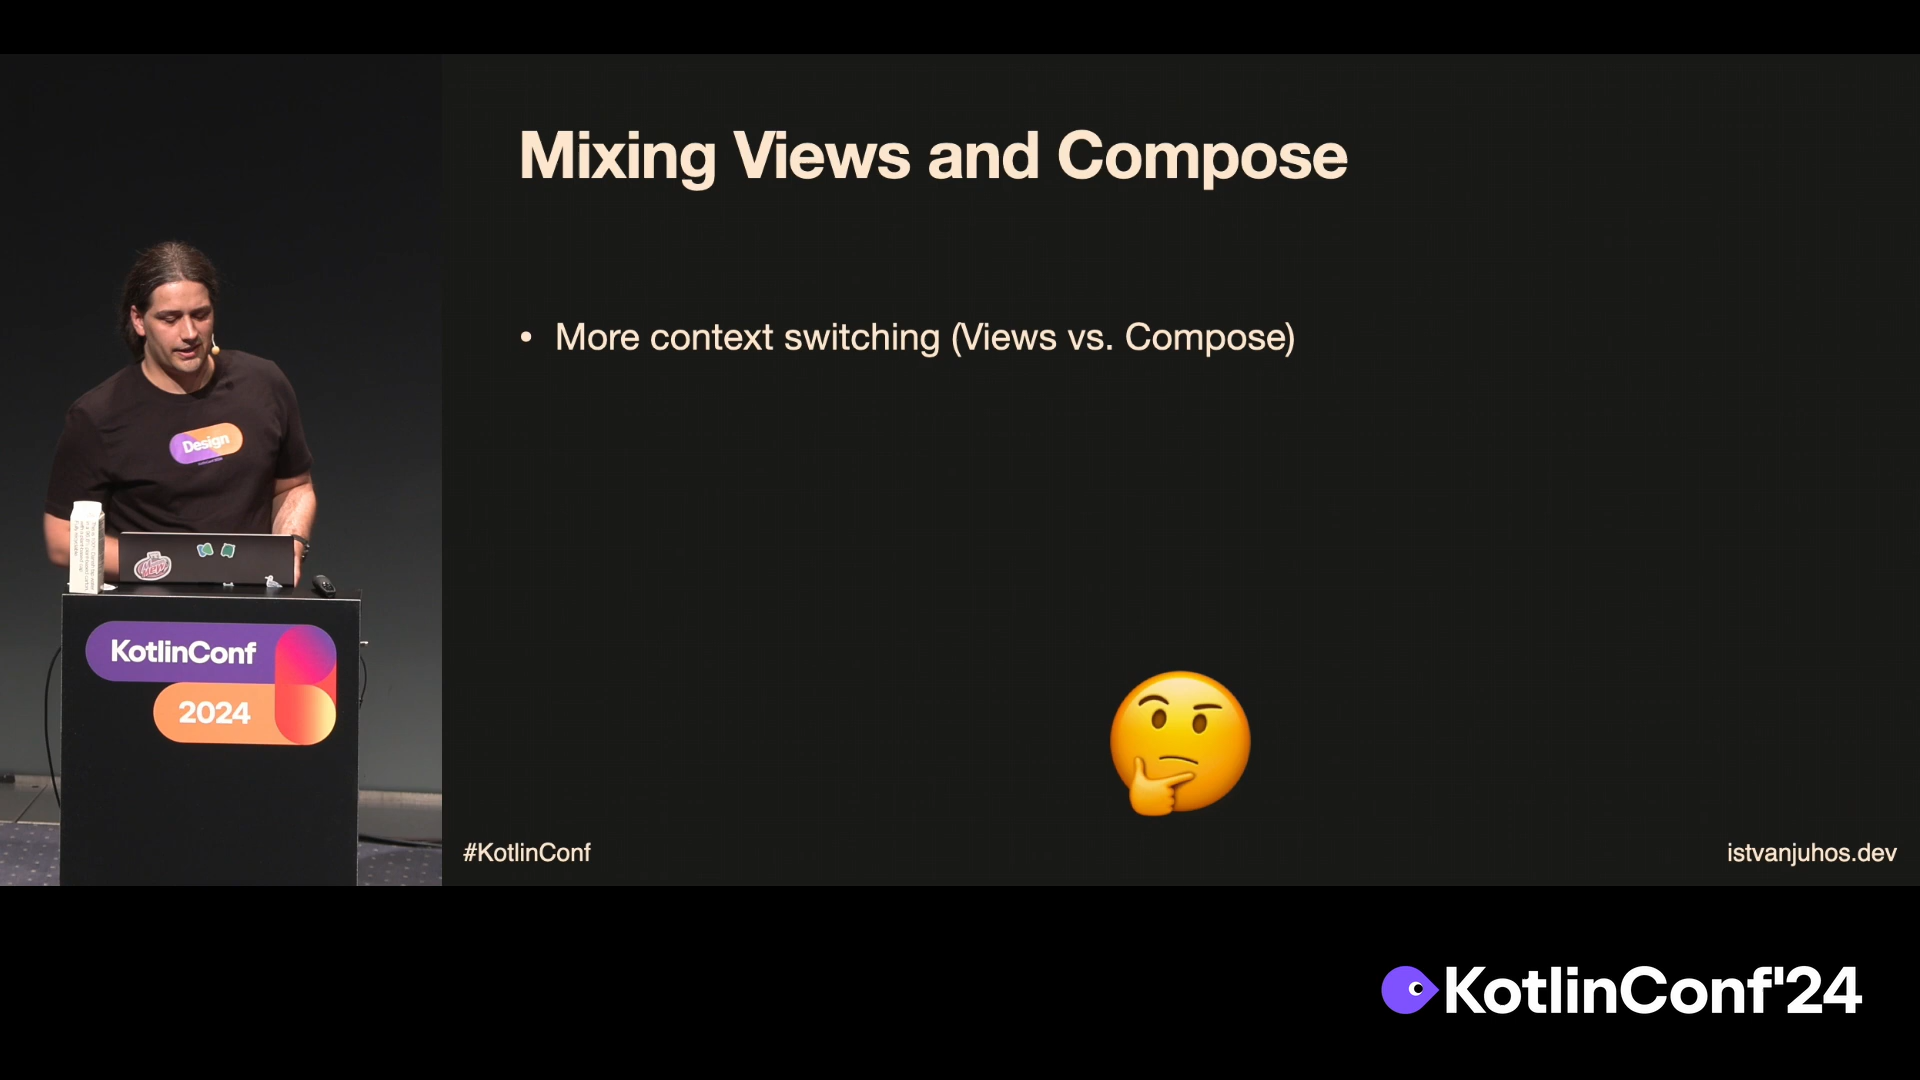 Mixing Views and Compose
• More context switching (Views vs. Compose)
Design
KotlinConf
2024
#KotlinConf
istvanjuhos.dev
KotlinConf'24